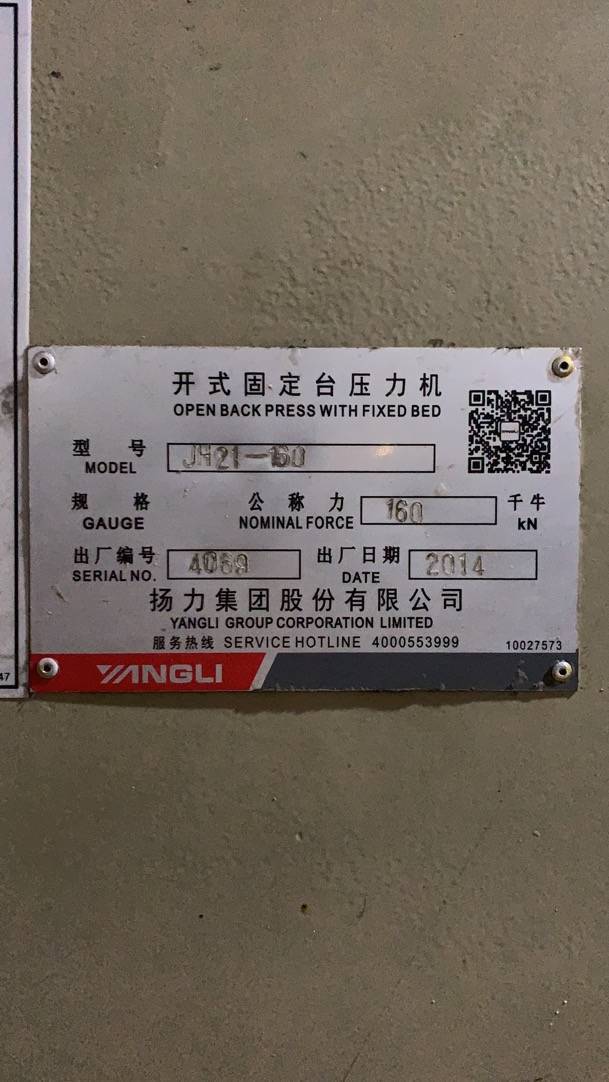 开式固定台压力机
OPEN BACK PRESS WITH FIXED BED
型号 JH21-160
MODEL
规格 公称力 160 千牛
GAUGE NOMINAL FORCE kN
出厂编号 4069 出厂日期 2014
SERIAL NO. DATE
扬力集团股份有限公司
YANGLI GROUP CORPORATION LIMITED
服务热线 SERVICE HOTLINE 4000553999 10027573
YANGLI
47